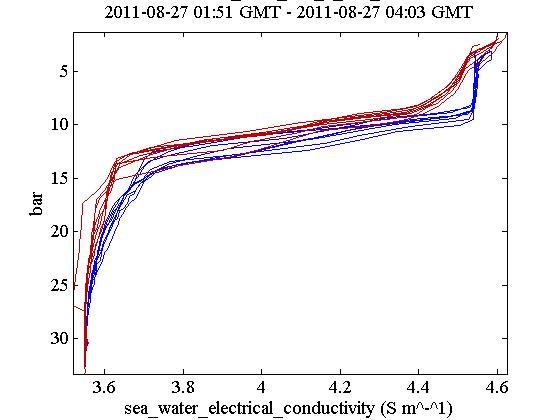 2011-08-27 01:51 GMT - 2011-08-27 04:03 GMT
5
10
15
20
25
30
bar
3.6 3.8 4 4.2 4.4 4.6
sea_water_electrical_conductivity (S m^-^1)